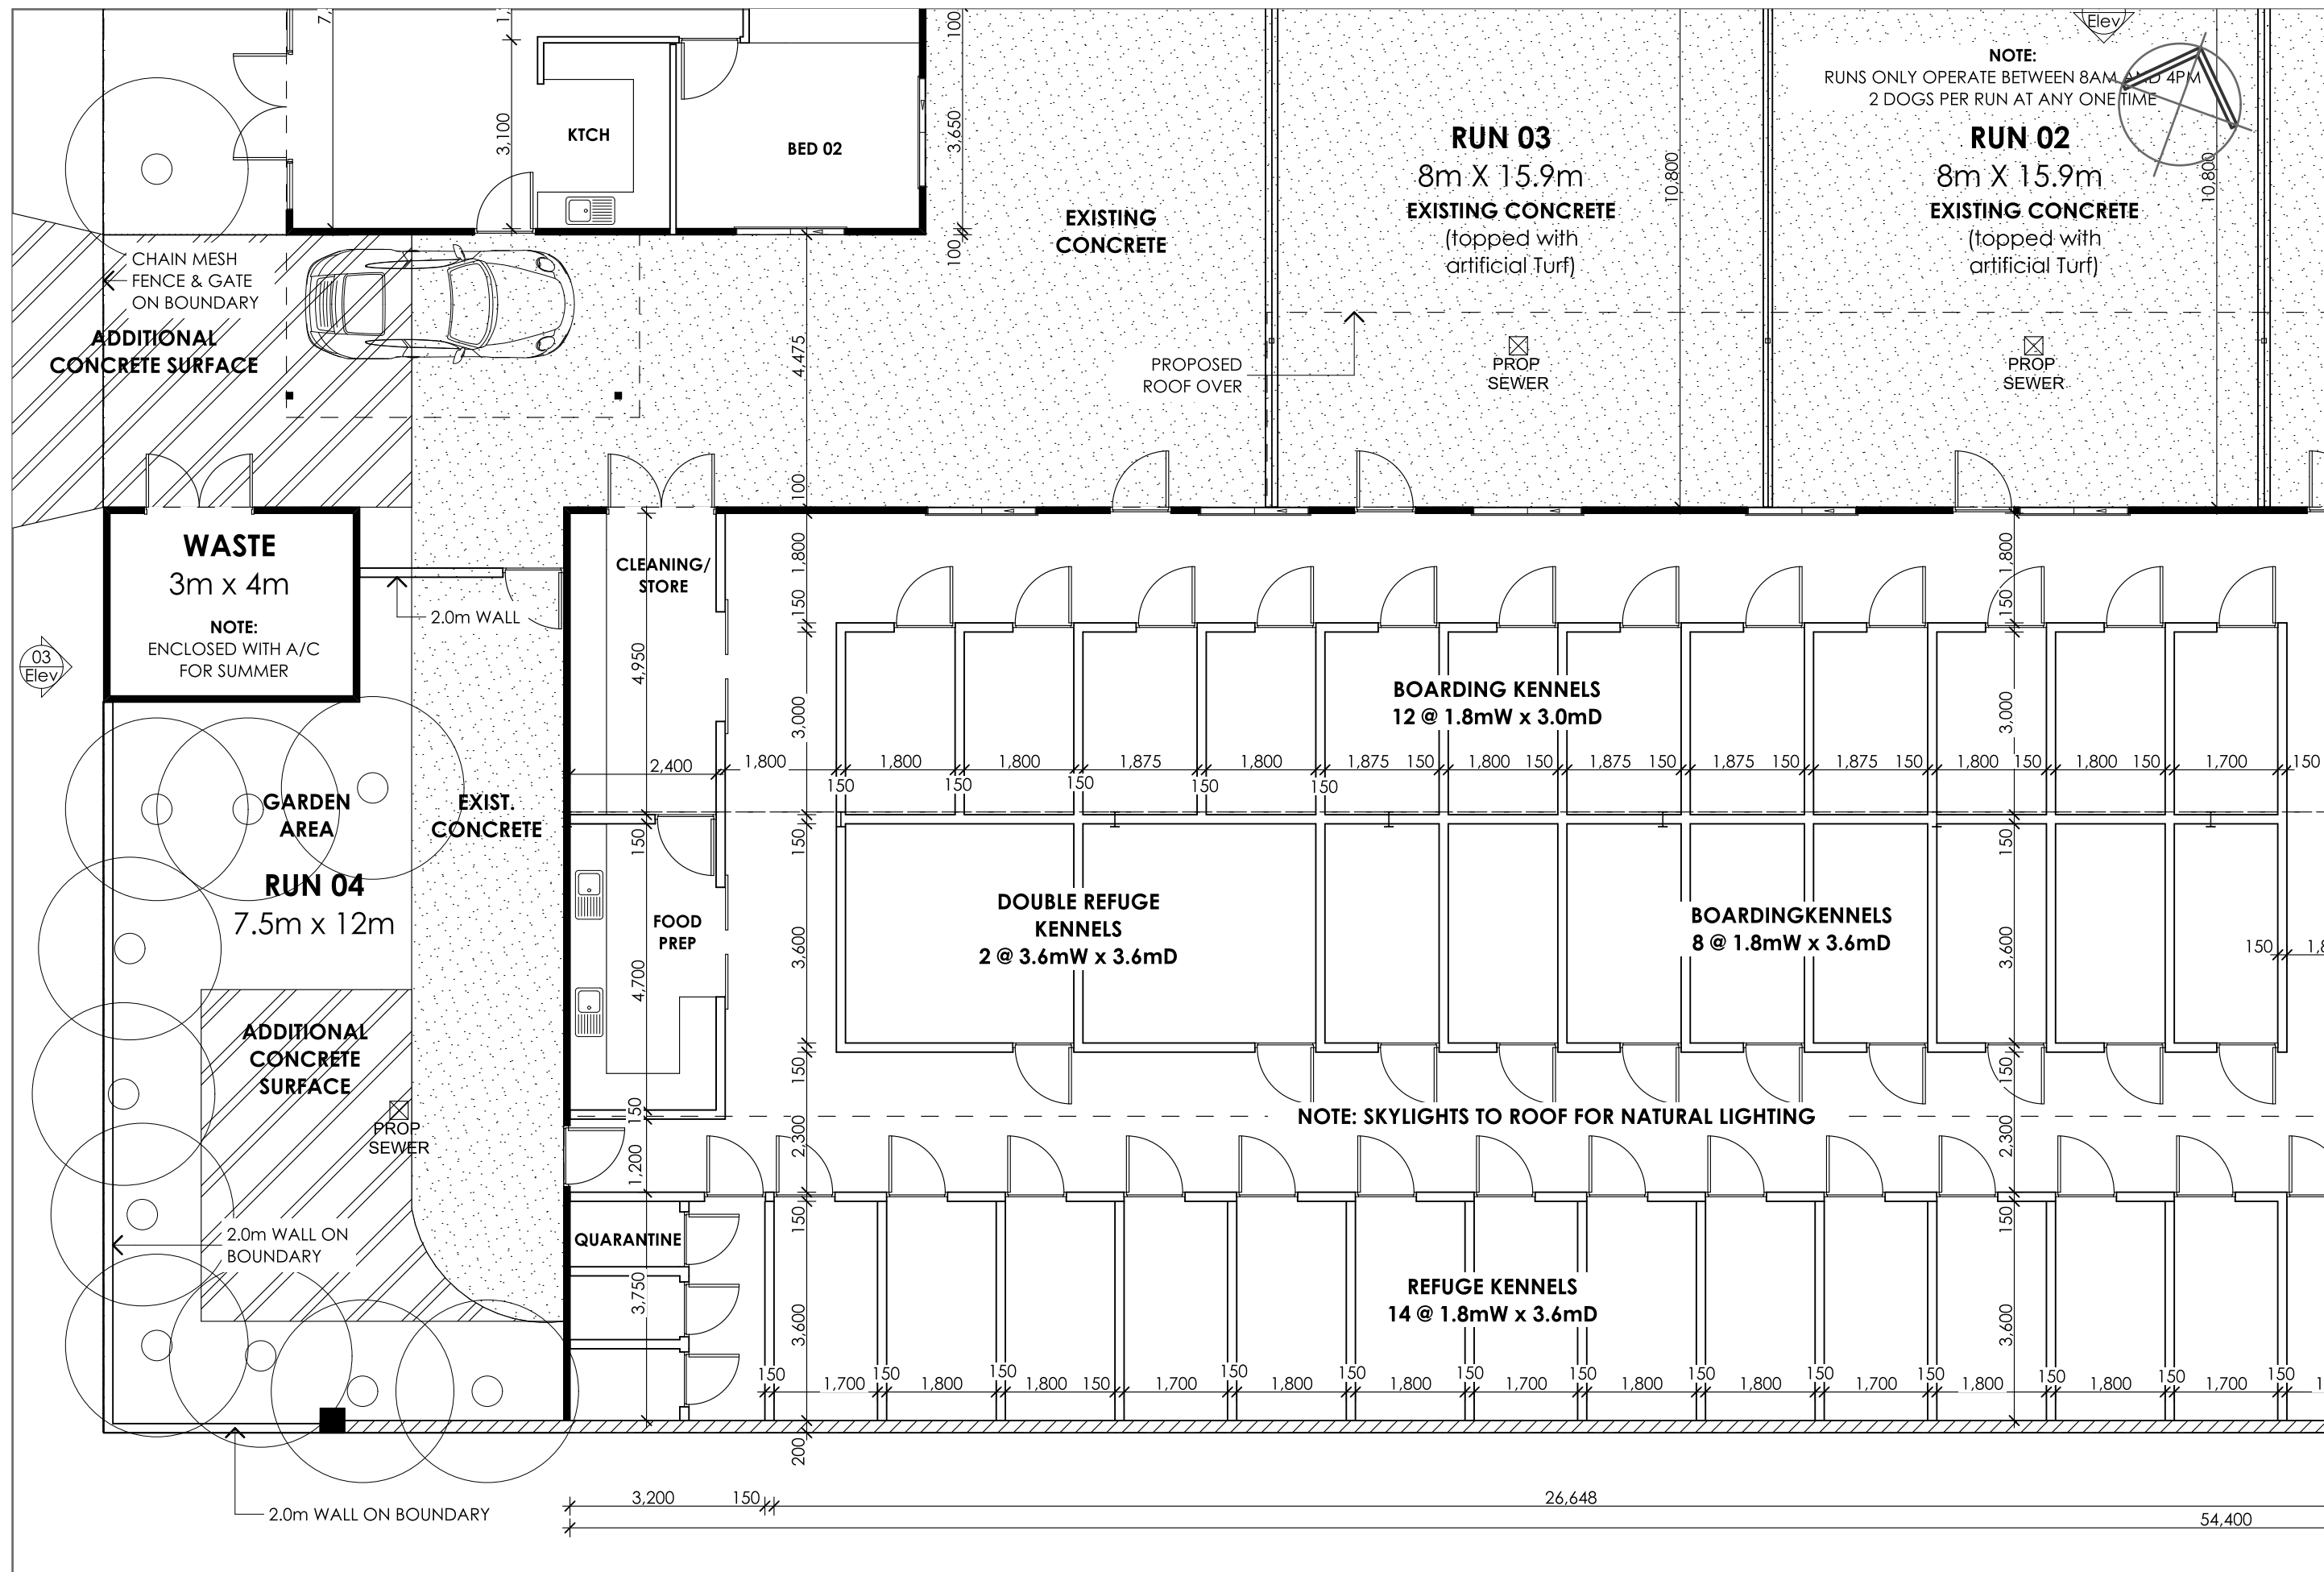 7.
1,
100
Elev
NOTE:
RUNS ONLY OPERATE BETWEEN 8AM AND 4PM
2 DOGS PER RUN AT ANY ONE TIME
3,100
KTCH
BED 02
3,650
RUN 03
8m X 15.9m
EXISTING CONCRETE
(topped with
artificial Turf)
10,800
RUN 02
8m X 15.9m
EXISTING CONCRETE
(topped with
artificial Turf)
10,800
EXISTING
CONCRETE
100
CHAIN MESH
FENCE & GATE
ON BOUNDARY
ADDITIONAL
CONCRETE SURFACE
4,475
PROPOSED
ROOF OVER
PROP
SEWER
PROP
SEWER
100
WASTE
3m x 4m
NOTE:
ENCLOSED WITH A/C
FOR SUMMER
2.0m WALL
03
Elev
CLEANING/
STORE
4,950
1,800
150
3,000
1,800
150
3,000
BOARDING KENNELS
12 @ 1.8mW x 3.0mD
2,400
1,800
1,800
1,800
1,875
1,800
1,875
150
1,800
150
1,875
150
1,875
150
1,800
150
1,800
150
1,700
150
150
150
150
150
150
GARDEN
AREA
EXIST.
CONCRETE
150
150
150
RUN 04
7.5m x 12m
FOOD
PREP
4,700
3,600
DOUBLE REFUGE
KENNELS
2 @ 3.6mW x 3.6mD
BOARDINGKENNELS
8 @ 1.8mW x 3.6mD
3,600
150
1,8
ADDITIONAL
CONCRETE
SURFACE
PROP
SEWER
150
150
150
NOTE: SKYLIGHTS TO ROOF FOR NATURAL LIGHTING
1,200
2,300
2,300
QUARANTINE
150
150
2.0m WALL ON
BOUNDARY
3,750
3,600
REFUGE KENNELS
14 @ 1.8mW x 3.6mD
3,600
150
1,700
150
1,800
150
1,800
150
1,700
150
1,800
150
1,800
150
1,700
150
1,800
150
1,800
150
1,700
150
1,800
150
1,800
150
1,700
150
1
200
2.0m WALL ON BOUNDARY
3,200
150
26,648
54,400